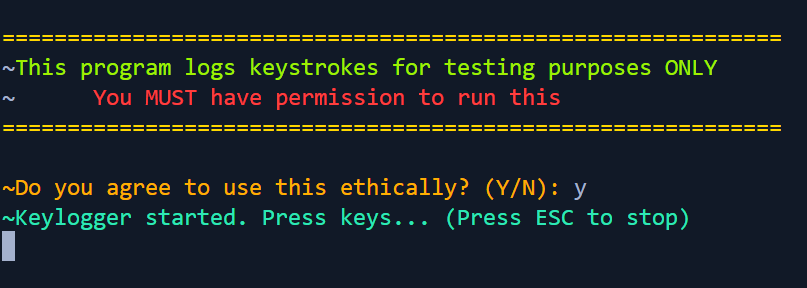 ============================================================
~This program logs keystrokes for testing purposes ONLY
~      You MUST have permission to run this
============================================================
~Do you agree to use this ethically? (Y/N): y
~Keylogger started. Press keys... (Press ESC to stop)